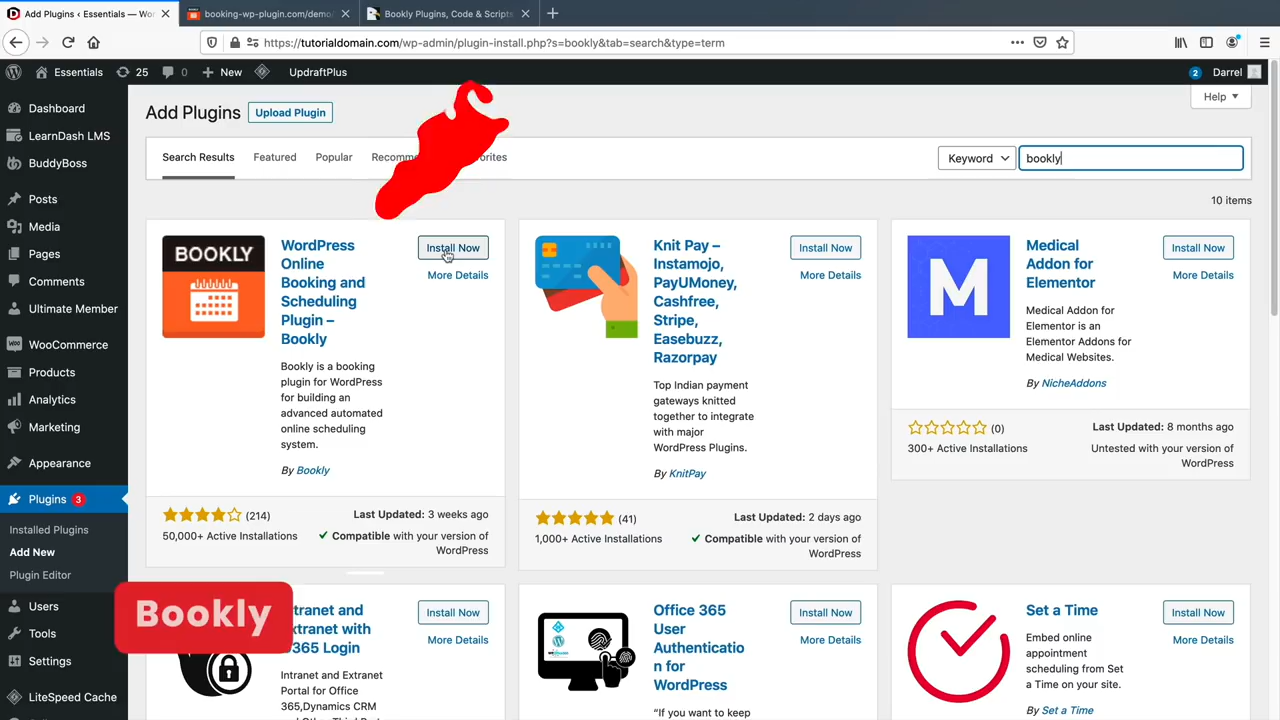 Add Plugins ‹ Essentials — Wo
booking-wp-plugin.com/demo/
Bookly Plugins, Code & Scripts
https://tutorialdomain.com/wp-admin/plugin-install.php?s=bookly&tab=search&type=term
Essentials
25
0
New
UpdraftPlus
2
Darrel
Dashboard
LearnDash LMS
BuddyBoss
Posts
Media
Pages
Comments
Ultimate Member
WooCommerce
Products
Analytics
Marketing
Appearance
Plugins 3
Installed Plugins
Add New
Plugin Editor
Users
Tools
Settings
LiteSpeed Cache
Add Plugins
Upload Plugin
Help
Search Results
Featured
Popular
Keyword
bookly
10 items
BOOKLY
WordPress
Online
Booking and
Scheduling
Plugin –
Bookly
Install Now
More Details
Bookly is a booking
plugin for WordPress
for building an
advanced automated
online scheduling
system.
By Bookly
(214)
50,000+ Active Installations
Last Updated: 3 weeks ago
Compatible with your version of
WordPress
Knit Pay –
Instamojo,
PayUMoney,
Cashfree,
Stripe,
Easebuzz,
Razorpay
Install Now
More Details
Top Indian payment
gateways knitted
together to integrate
with major
WordPress Plugins.
By KnitPay
(41)
1,000+ Active Installations
Last Updated: 2 days ago
Compatible with your version of
WordPress
M
Medical
Addon for
Elementor
Install Now
More Details
Medical Addon for
Elementor is an
Elementor Addons for
Medical Websites.
By NicheAddons
(0)
300+ Active Installations
Last Updated: 8 months ago
Untested with your version of
WordPress
Bookly
Intranet and
Extranet with
O365 Login
Install Now
More Details
Intranet and Extranet
Portal for Office
365,Dynamics CRM
Office 365
User
Authenticatio
n for
WordPress
Install Now
More Details
“If you want to keep
Set a Time
Install Now
More Details
Embed online
appointment
scheduling from Set
a Time on your site.
By Set a Time